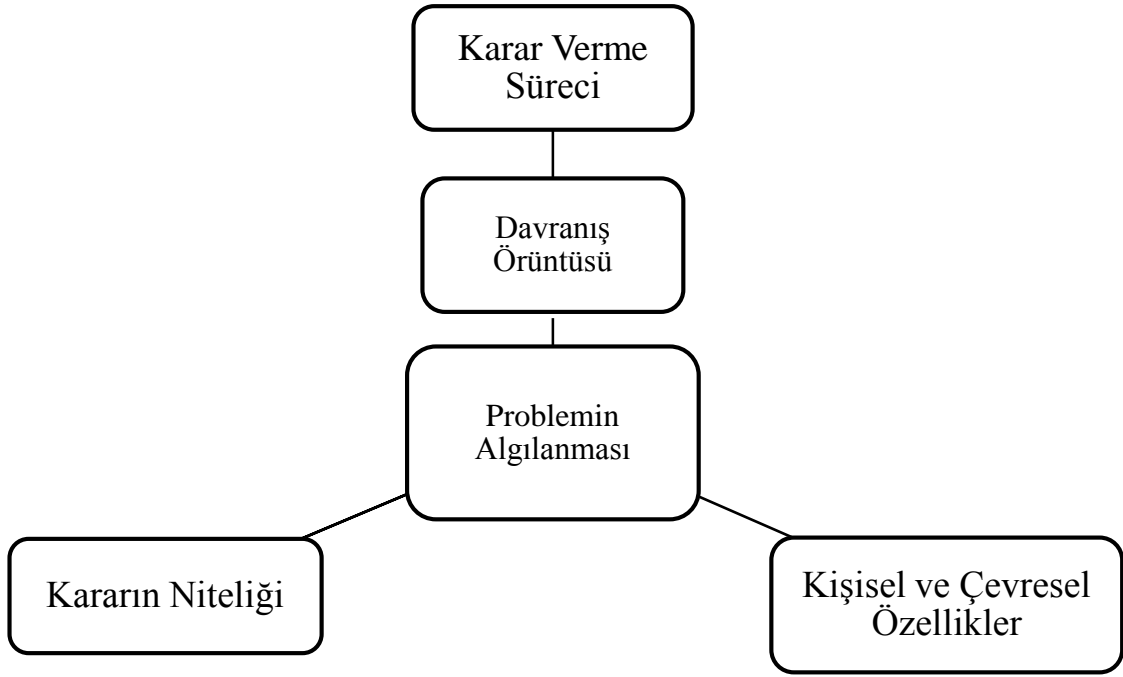 Karar Verme
Süreci
Davranış
Örüntüsü
Problemin
Algılanması
Kararın Niteliği
Kişisel ve Çevresel
Özellikler